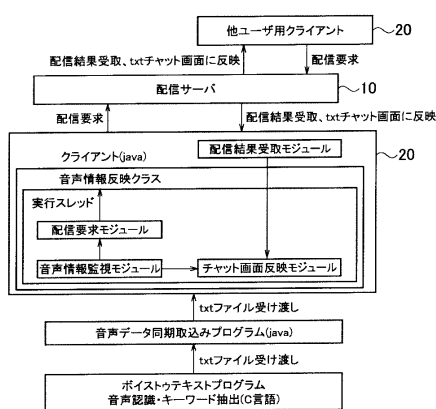 他ユーザ用クライアント
20
配信結果受取、txtチャット画面に反映
配信要求
配信サーバ
10
配信要求
配信結果受取、txtチャット画面に反映
20
クライアント(java)
配信結果受取モジュール
音声情報反映クラス
実行スレッド
配信要求モジュール
音声情報監視モジュール
チャット画面反映モジュール
txtファイル受け渡し
音声データ同期取込みプログラム(java)
txtファイル受け渡し
ボイストゥテキストプログラム
音声認識・キーワード抽出(C言語)